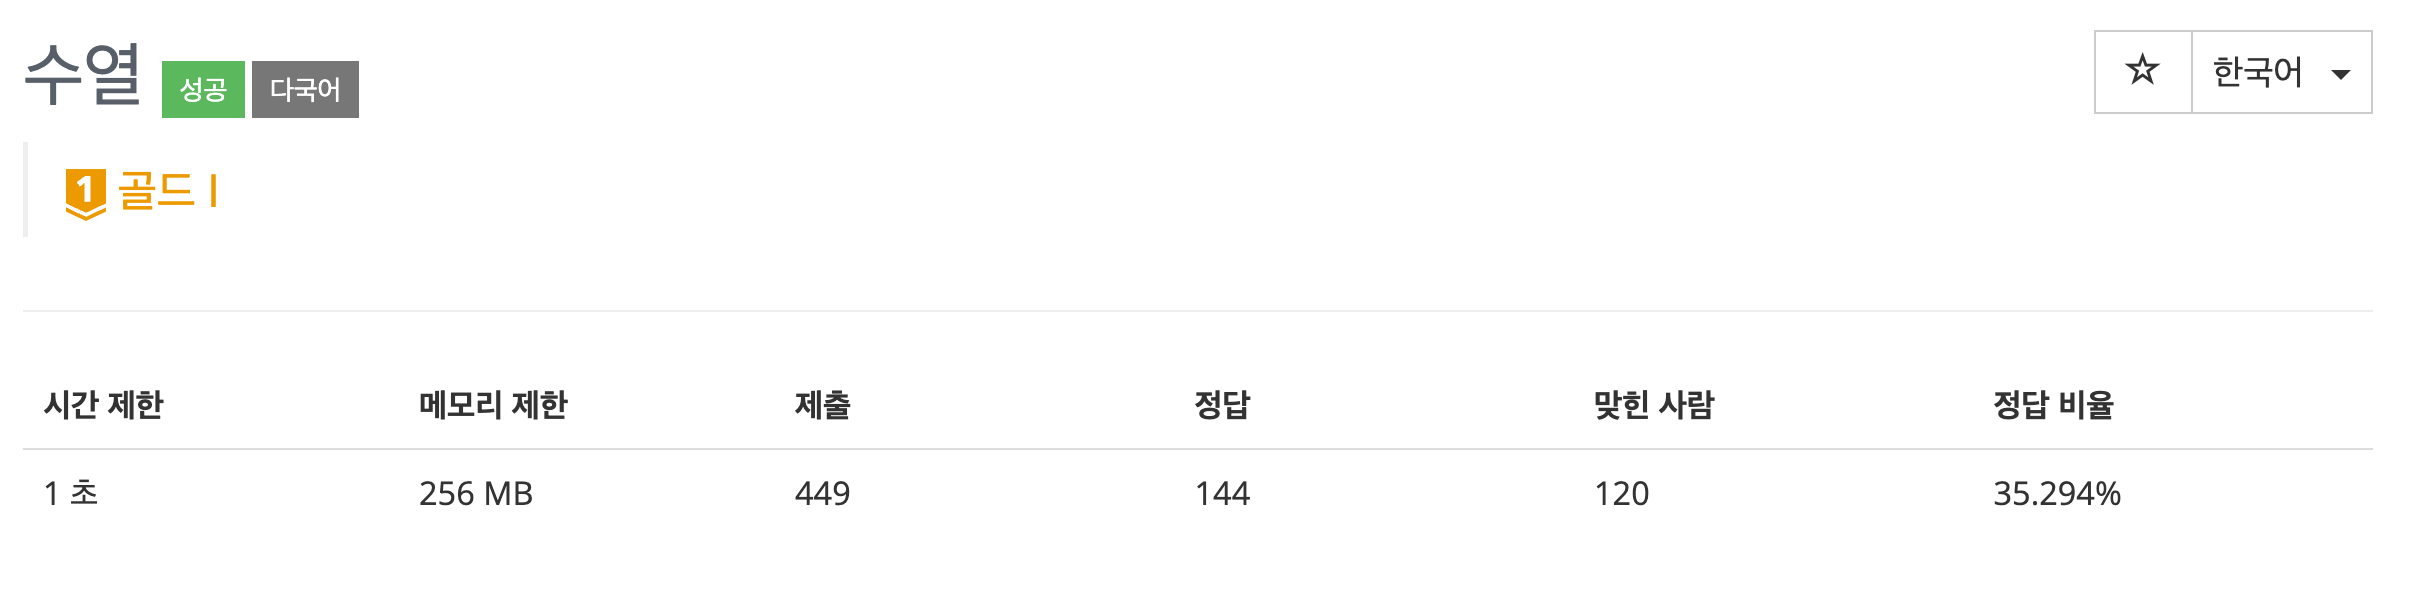 수열 성공 다국어 ☆ 한국어
1 골드 I
시간 제한 메모리 제한 제출 정답 맞힌 사람 정답 비율
1 초 256 MB 449 144 120 35.294%